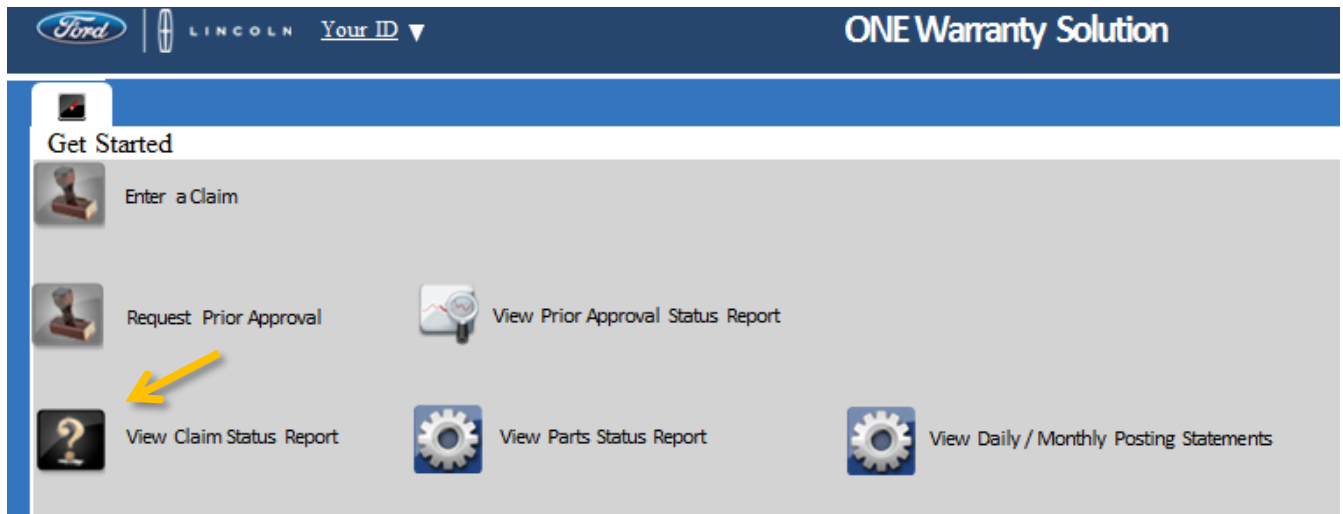 Ford LINCOLN Your ID ▼ ONE Warranty Solution
Get Started
Enter a Claim
Request Prior Approval View Prior Approval Status Report
View Claim Status Report View Parts Status Report View Daily / Monthly Posting Statements